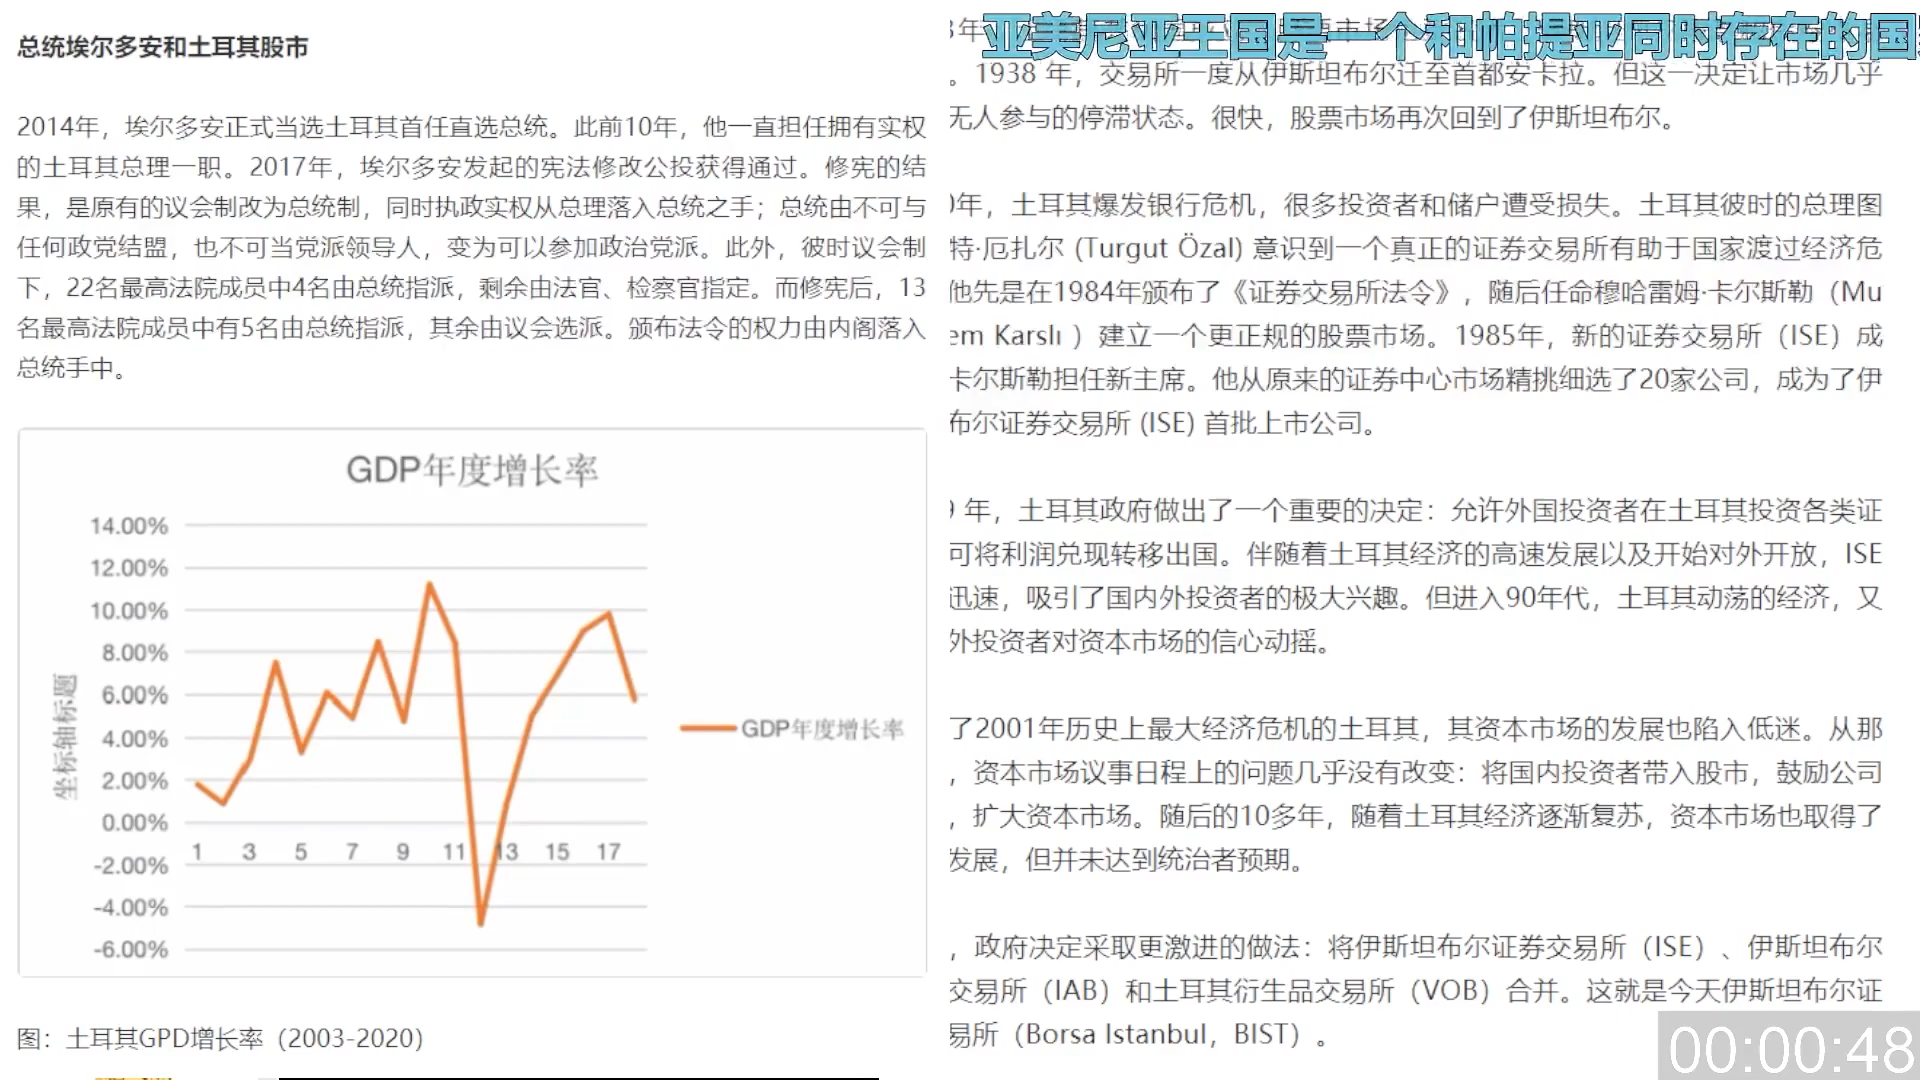 总统埃尔多安和土耳其股市
2014年，埃尔多安正式当选土耳其首任直选总统。此前10年，他一直担任拥有实权
的土耳其总理一职。2017年，埃尔多安发起的宪法修改公投获得通过。修宪的结
果，是原有的议会制改为总统制，同时执政实权从总理落入总统之手；总统由不可与
任何政党结盟，也不可当党派领导人，变为可以参加政治党派。此外，彼时议会制
下，22名最高法院成员中4名由总统指派，剩余由法官、检察官指定。而修宪后，13
名最高法院成员中有5名由总统指派，其余由议会选派。颁布法令的权力由内阁落入
总统手中。
GDP年度增长率
14.00%
12.00%
10.00%
8.00%
6.00%
4.00%
2.00%
0.00%
-2.00%
-4.00%
-6.00%
坐标轴标题
1 3 5 7 9 11 13 15 17
GDP年度增长率
图：土耳其GPD增长率（2003-2020）
亚美尼亚王国是一个和帕提亚同时存在的国
。1938 年，交易所一度从伊斯坦布尔迁至首都安卡拉。但这一决定让市场几乎
无人参与的停滞状态。很快，股票市场再次回到了伊斯坦布尔。
年，土耳其爆发银行危机，很多投资者和储户遭受损失。土耳其彼时的总理图
特·厄扎尔 (Turgut Özal) 意识到一个真正的证券交易所有助于国家渡过经济危
他先是在1984年颁布了《证券交易所法令》，随后任命穆哈雷姆·卡尔斯勒（Mu
em Karslı ）建立一个更正规的股票市场。1985年，新的证券交易所（ISE）成
卡尔斯勒担任新主席。他从原来的证券中心市场精挑细选了20家公司，成为了伊
布尔证券交易所 (ISE) 首批上市公司。
年，土耳其政府做出了一个重要的决定：允许外国投资者在土耳其投资各类证
可将利润兑现转移出国。伴随着土耳其经济的高速发展以及开始对外开放，ISE
迅速，吸引了国内外投资者的极大兴趣。但进入90年代，土耳其动荡的经济，又
外投资者对资本市场的信心动摇。
了2001年历史上最大经济危机的土耳其，其资本市场的发展也陷入低迷。从那
，资本市场议事日程上的问题几乎没有改变：将国内投资者带入股市，鼓励公司
，扩大资本市场。随后的10多年，随着土耳其经济逐渐复苏，资本市场也取得了
发展，但并未达到统治者预期。
，政府决定采取更激进的做法：将伊斯坦布尔证券交易所（ISE）、伊斯坦布尔
交易所（IAB）和土耳其衍生品交易所（VOB）合并。这就是今天伊斯坦布尔证
易所（Borsa Istanbul，BIST）。
00:00:48